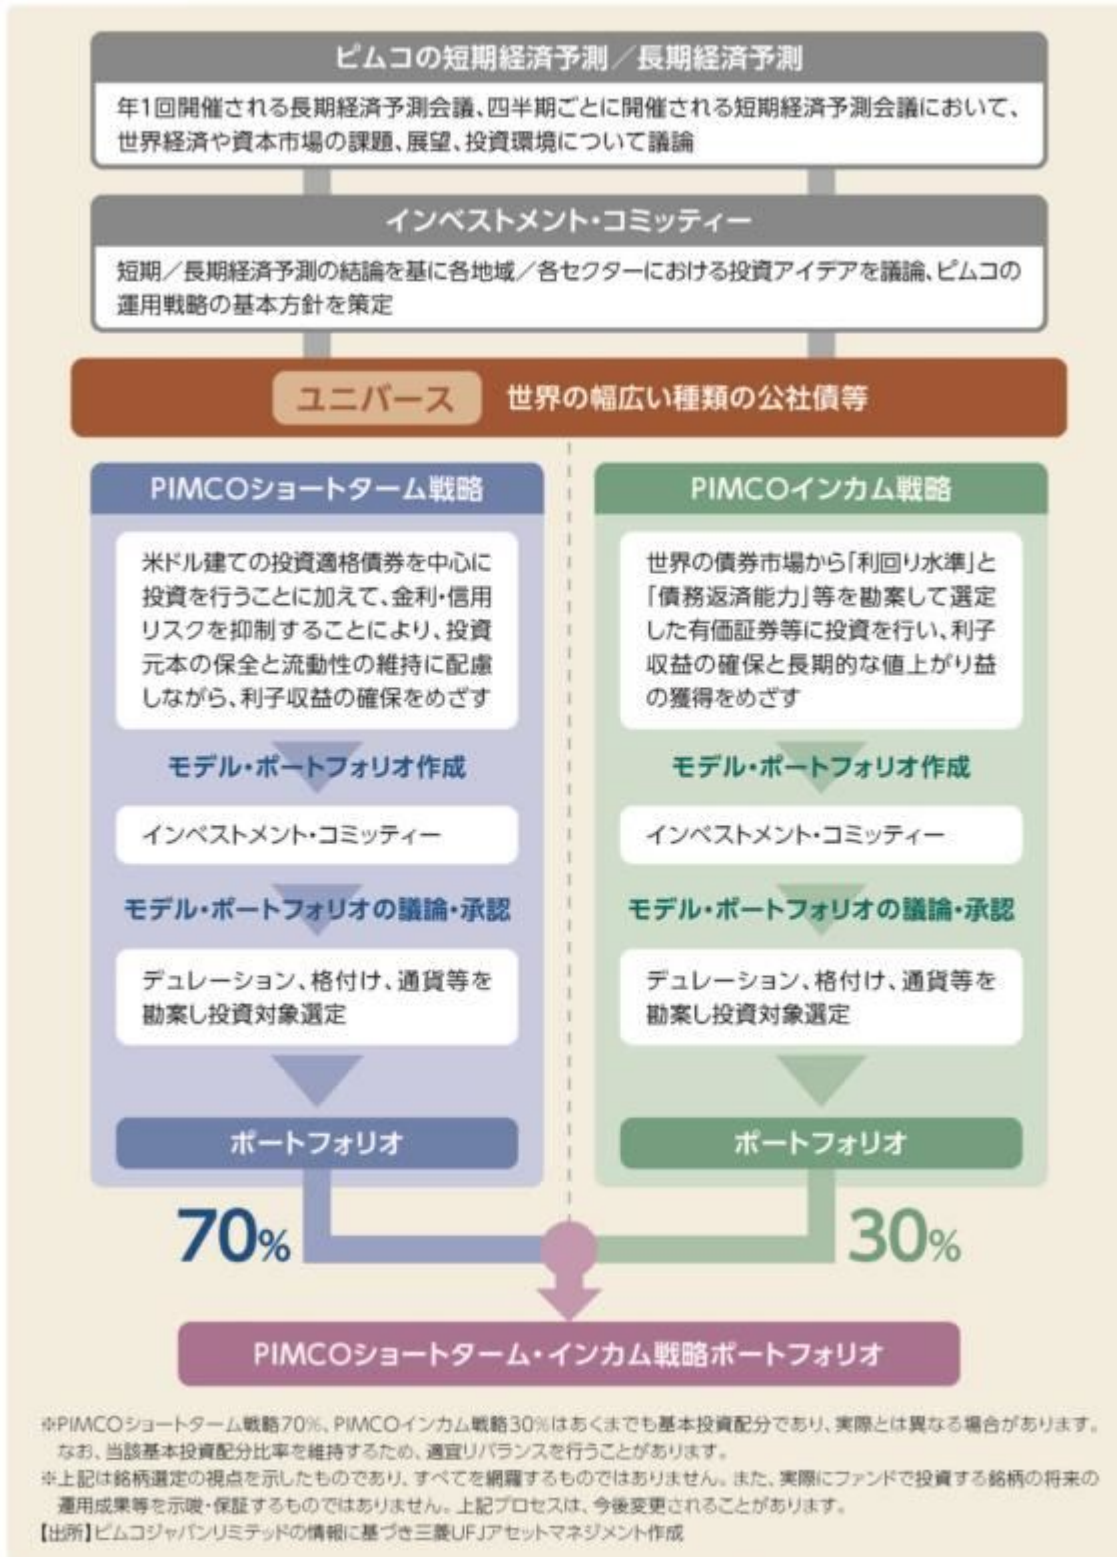 ピムコの短期経済予測／長期経済予測
年1回開催される長期経済予測会議、四半期ごとに開催される短期経済予測会議において、
世界経済や資本市場の課題、展望、投資環境について議論
インベストメント・コミッティー
短期／長期経済予測の結論を基に各地域／各セクターにおける投資アイデアを議論、ピムコの
運用戦略の基本方針を策定
ユニバース 世界の幅広い種類の公社債等
PIMCOショートターム戦略
米ドル建ての投資適格債券を中心に
投資を行うことに加えて、金利・信用
リスクを抑制することにより、投資
元本の保全と流動性の維持に配慮
しながら、利子収益の確保をめざす
モデル・ポートフォリオ作成
インベストメント・コミッティー
モデル・ポートフォリオの議論・承認
デュレーション、格付け、通貨等を
勘案し投資対象選定
ポートフォリオ
70%
PIMCOインカム戦略
世界の債券市場から「利回り水準」と
「債務返済能力」等を勘案して選定
した有価証券等に投資を行い、利子
収益の確保と長期的な値上がり益
の獲得をめざす
モデル・ポートフォリオ作成
インベストメント・コミッティー
モデル・ポートフォリオの議論・承認
デュレーション、格付け、通貨等を
勘案し投資対象選定
ポートフォリオ
30%
PIMCOショートターム・インカム戦略ポートフォリオ
※PIMCOショートターム戦略70%、PIMCOインカム戦略30%はあくまでも基本投資配分であり、実際とは異なる場合があります。
なお、当該基本投資配分比率を維持するため、適宜リバランスを行うことがあります。
※上記は銘柄選定の視点を示したものであり、すべてを網羅するものではありません。また、実際にファンドで投資する銘柄の将来の
運用成果等を示唆・保証するものではありません。上記プロセスは、今後変更されることがあります。
【出所】ピムコジャパンリミテッドの情報に基づき三菱UFJアセットマネジメント作成